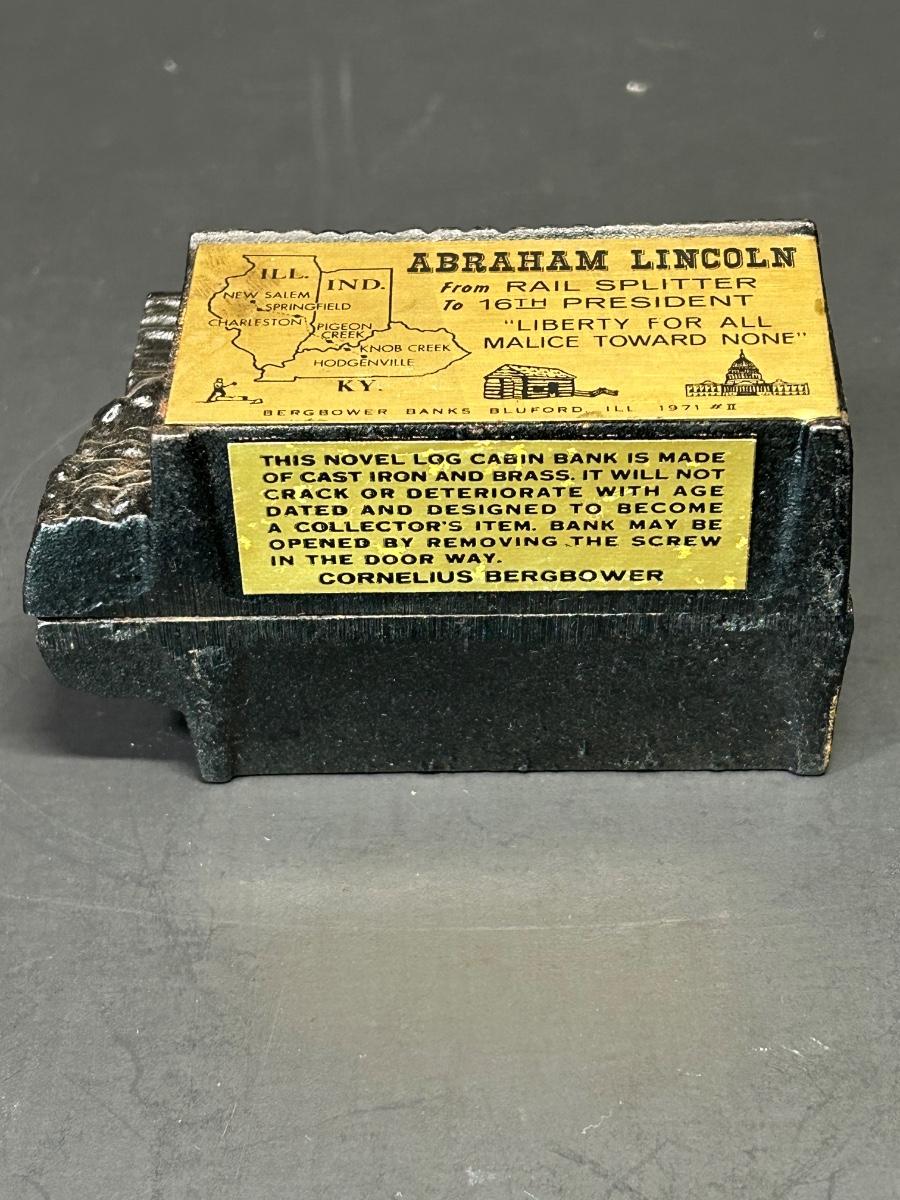 ABRAHAM LINCOLN
From RAIL SPLITTER
To 16TH PRESIDENT
"LIBERTY FOR ALL
MALICE TOWARD NONE"
ILL.
IND.
NEW SALEM
SPRINGFIELD
CHARLESTON
PIGEON
CREEK
KNOB CREEK
HODGENVILLE
KY.
BERGBOWER BANKS BLUFORD, ILL 1971 #II
THIS NOVEL LOG CABIN BANK IS MADE
OF CAST IRON AND BRASS. IT WILL NOT
CRACK OR DETERIORATE WITH AGE
DATED AND DESIGNED TO BECOME
A COLLECTOR'S ITEM. BANK MAY BE
OPENED BY REMOVING THE SCREW
IN THE DOOR WAY.
CORNELIUS BERGBOWER